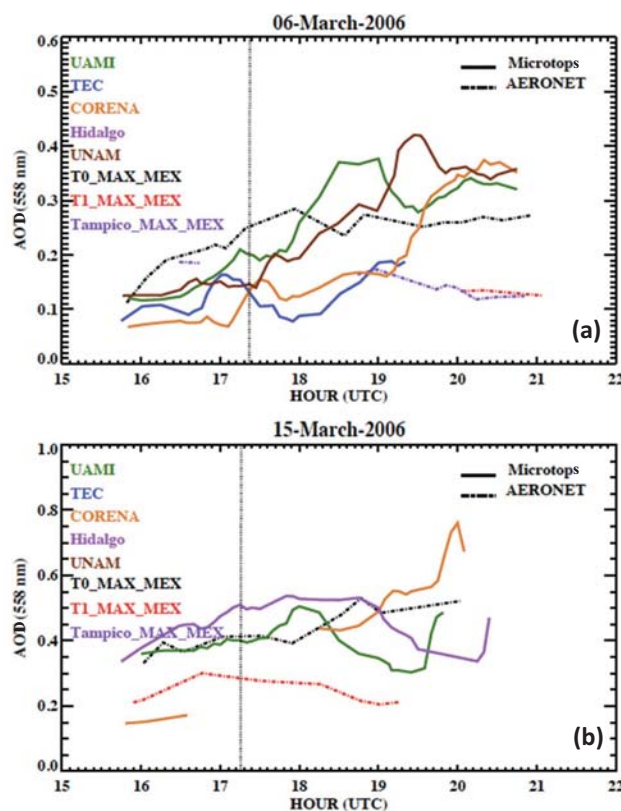 06-March-2006
0.6
0.5
0.4
0.3
0.2
0.1
0.0
AOD (558 nm)
UAMI
TEC
CORENA
Hidalgo
UNAM
T0_MAX_MEX
T1_MAX_MEX
Tampico_MAX_MEX
Microtops
AERONET
(a)
15 16 17 18 19 20 21 22
HOUR (UTC)
15-March-2006
1.0
0.8
0.6
0.4
0.2
0.0
AOD (558 nm)
UAMI
TEC
CORENA
Hidalgo
UNAM
T0_MAX_MEX
T1_MAX_MEX
Tampico_MAX_MEX
Microtops
AERONET
(b)
15 16 17 18 19 20 21 22
HOUR (UTC)